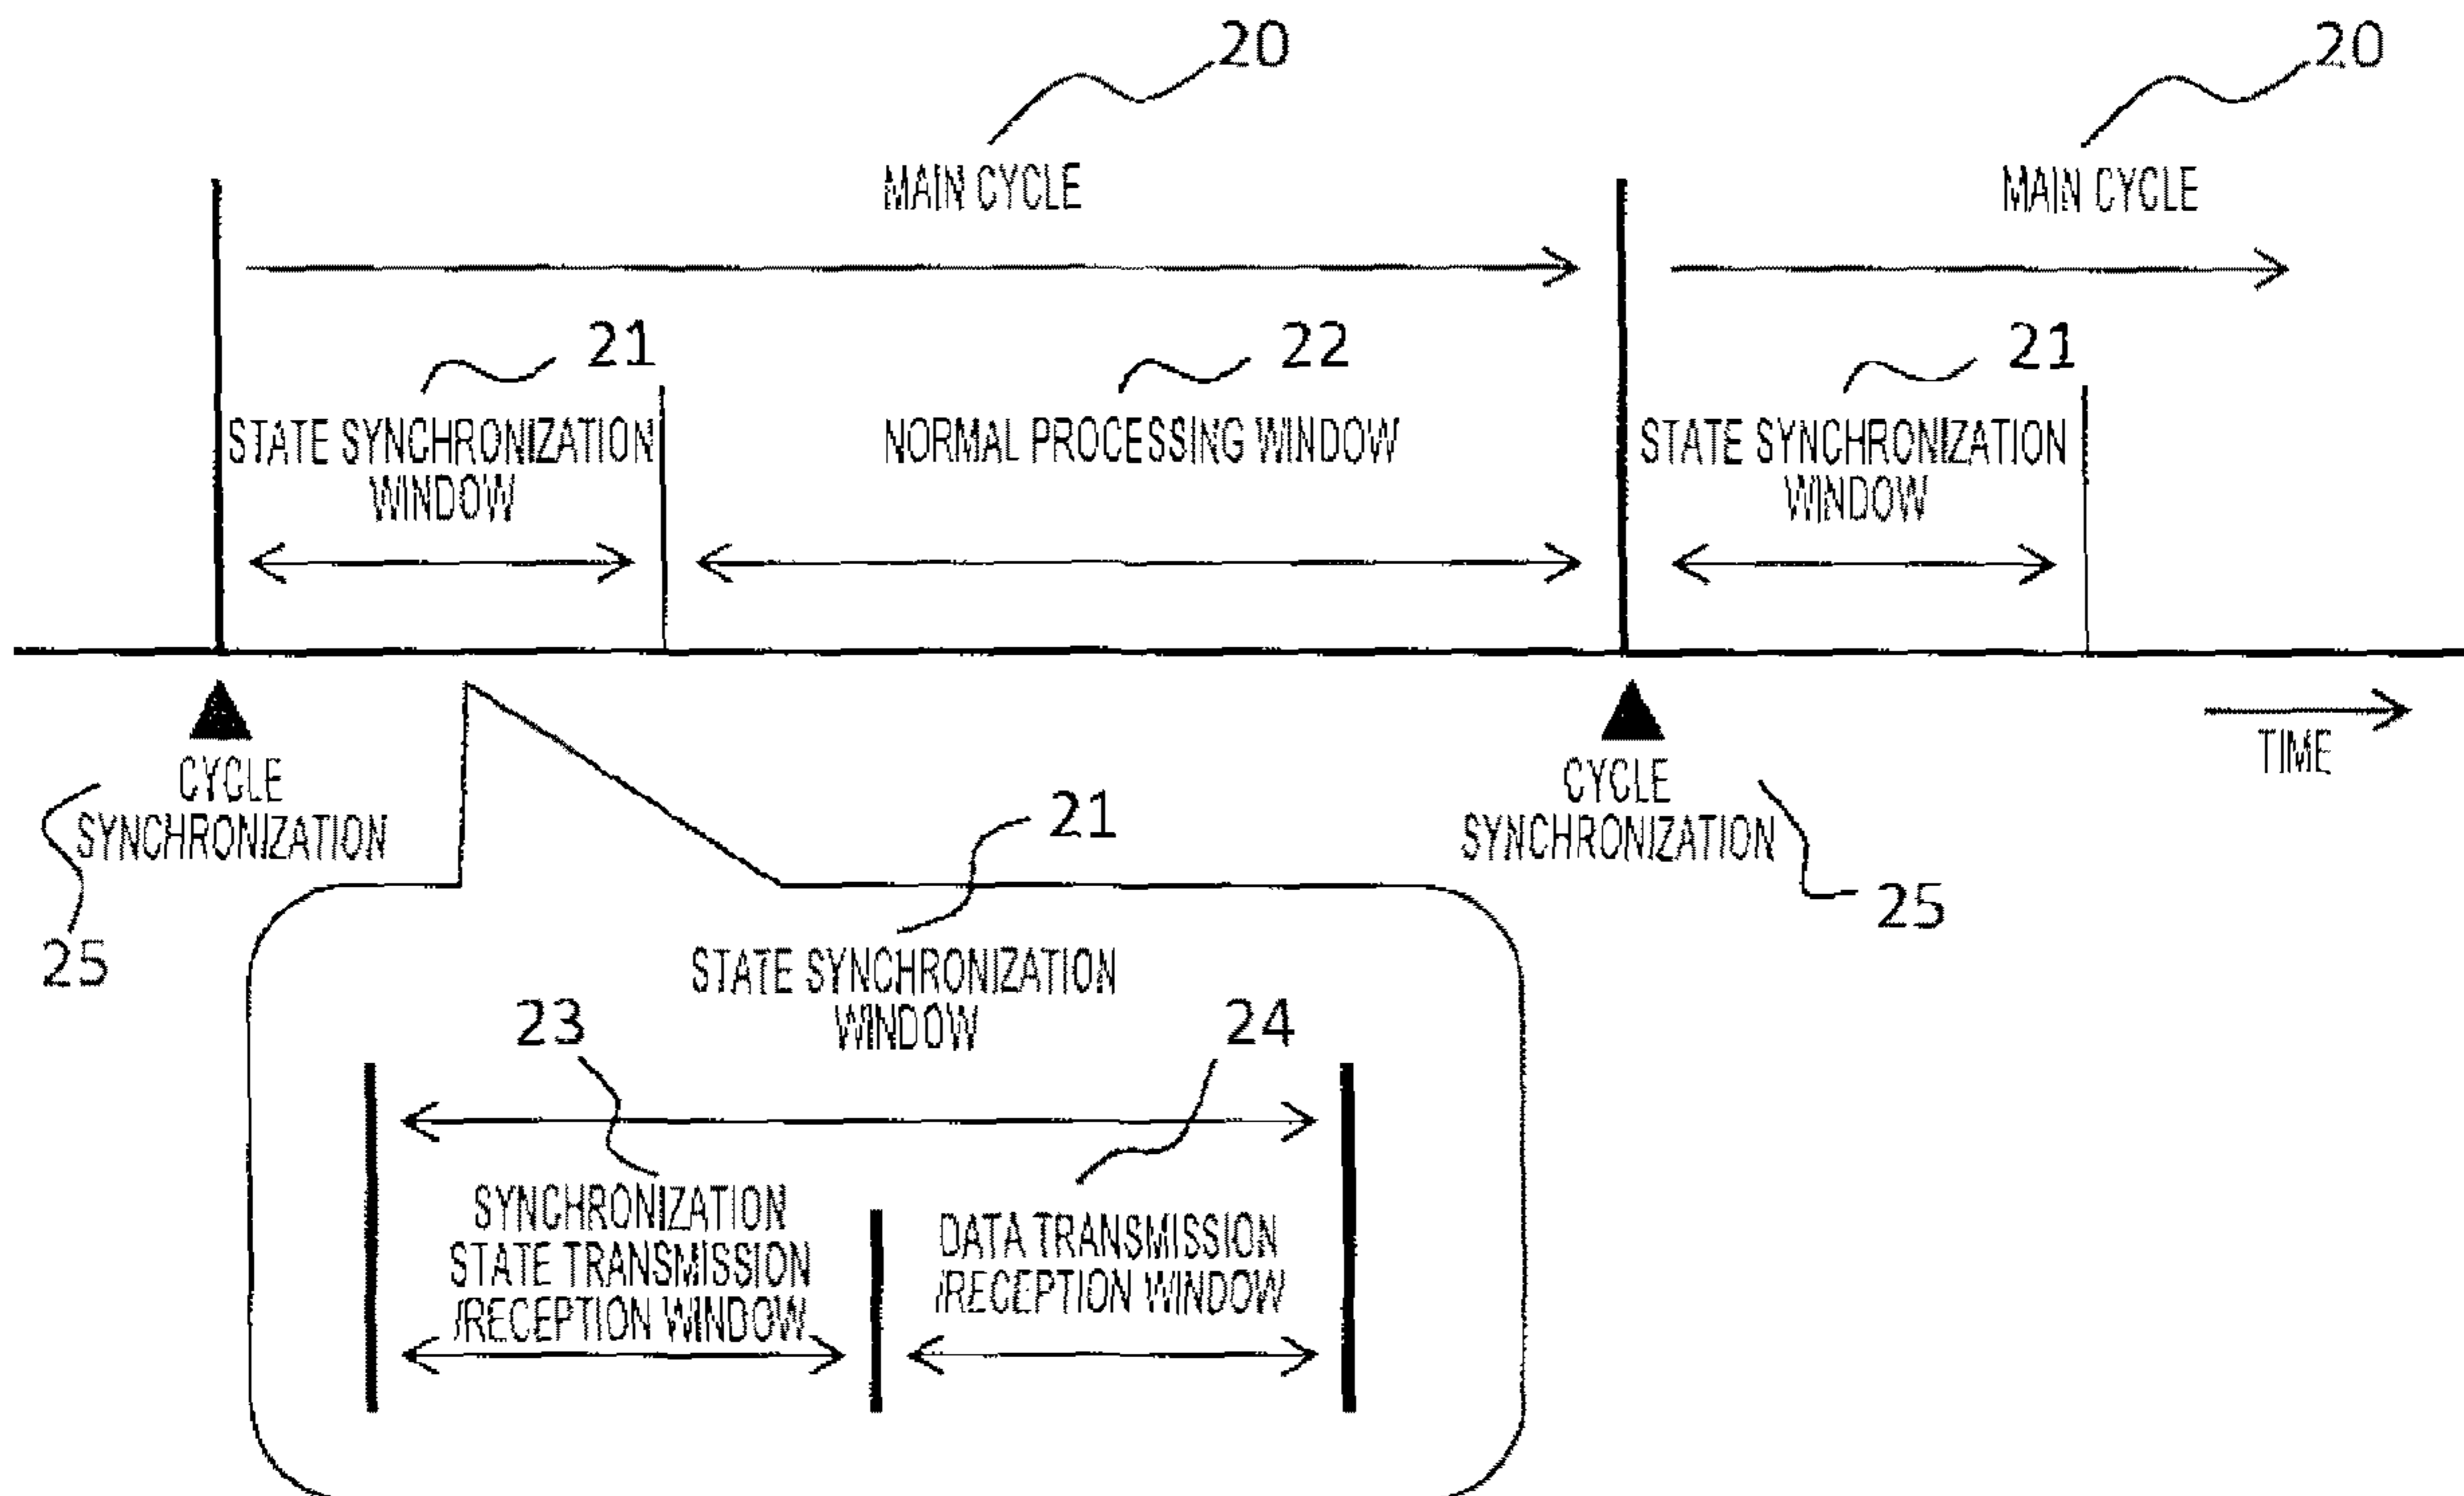 20
20
MAIN CYCLE
MAIN CYCLE
21
22
21
STATE SYNCHRONIZATION
WINDOW
NORMAL PROCESSING WINDOW
STATE SYNCHRONIZATION
WINDOW
CYCLE
SYNCHRONIZATION
25
CYCLE
SYNCHRONIZATION
25
TIME
21
STATE SYNCHRONIZATION
WINDOW
23
24
SYNCHRONIZATION
STATE TRANSMISSION
/RECEPTION WINDOW
DATA TRANSMISSION
/RECEPTION WINDOW